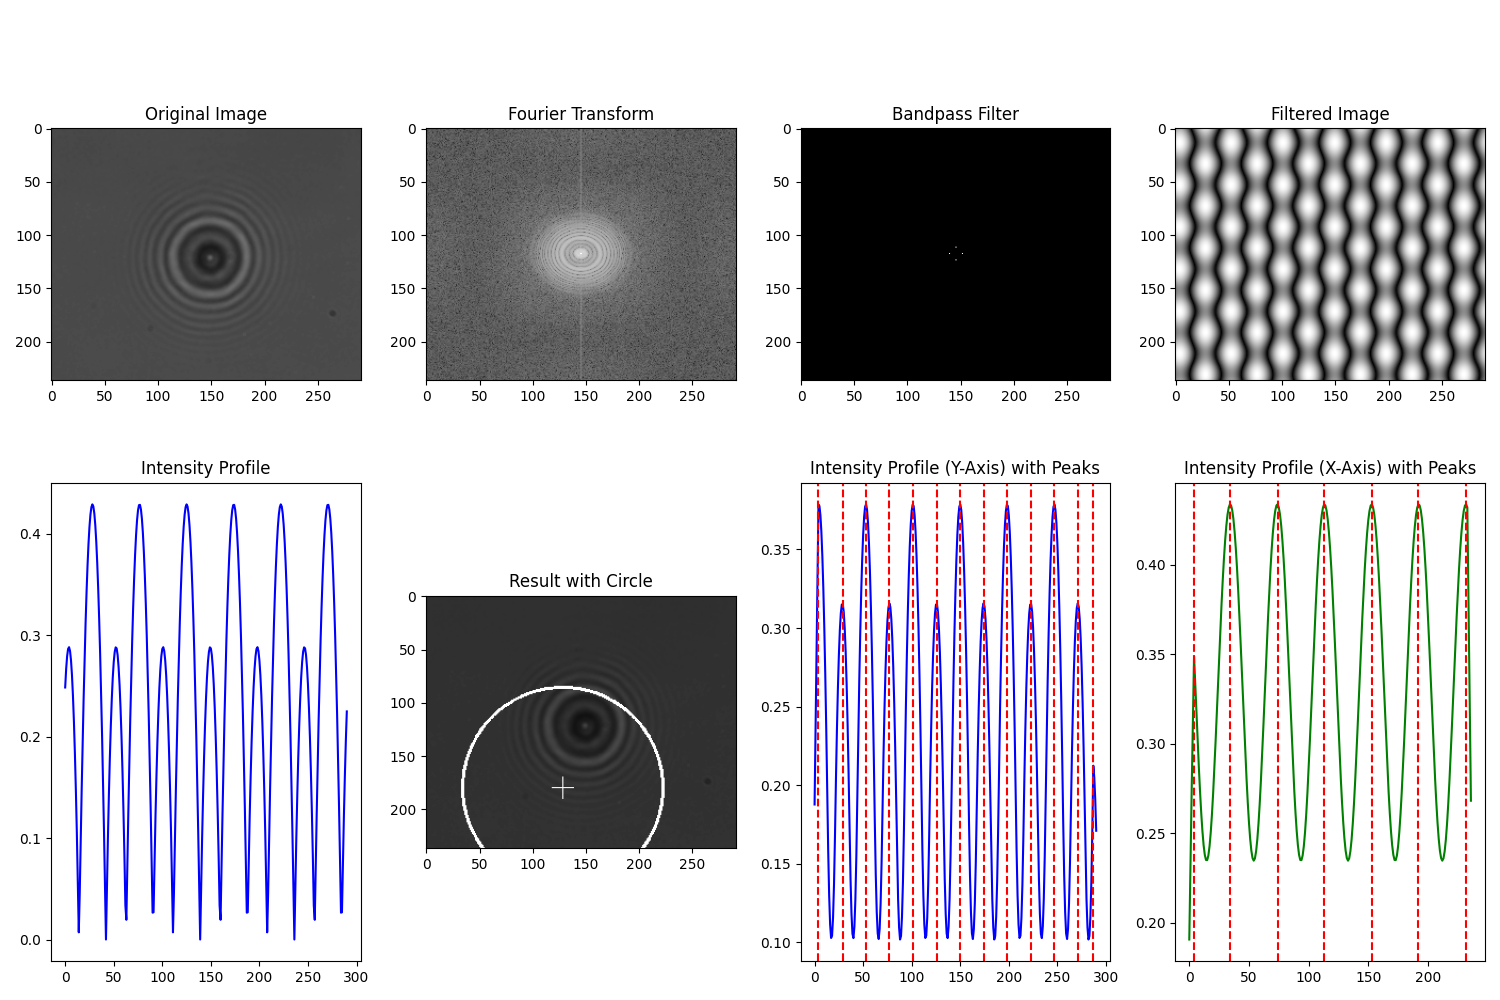 Original Image
Fourier Transform
Bandpass Filter
Filtered Image
0
50
100
150
200
0 50 100 150 200 250
0
50
100
150
200
0 50 100 150 200 250
0
50
100
150
200
0 50 100 150 200 250
0
50
100
150
200
0 50 100 150 200 250
Intensity Profile
0.4
0.3
0.2
0.1
0.0
0 50 100 150 200 250 300
Result with Circle
0
50
100
150
200
0 50 100 150 200 250
Intensity Profile (Y-Axis) with Peaks
0.35
0.30
0.25
0.20
0.15
0.10
0 50 100 150 200 250 300
Intensity Profile (X-Axis) with Peaks
0.40
0.35
0.30
0.25
0.20
0 50 100 150 200